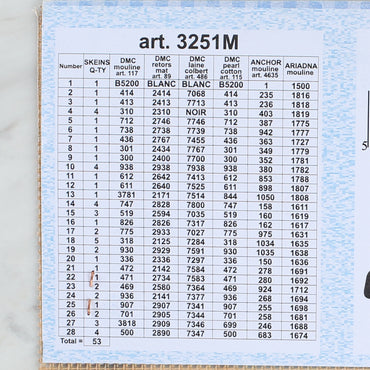 art. 3251M
Number SKEINS Q-TY DMC mouline art. 117 DMC retors mat art. 89 DMC laine colbert art. 486 DMC pearl cotton art. 115 ANCHOR mouline art. 4635 ARIADNA mouline
1 1 B5200 BLANC BLANC B5200 1 1500
2 1 414 2414 7068 414 235 1816
3 1 413 2413 7713 413 236 1818
4 4 310 2310 NOIR 310 403 1819
5 1 712 2746 7746 712 387 1775
6 1 738 2738 7739 738 942 1777
7 1 436 2767 7455 436 363 1727
8 1 301 2434 7767 301 349 1779
9 1 300 2400 7700 300 352 1781
10 4 938 2938 7938 938 380 1782
11 1 612 2642 7413 612 853 1788
12 1 611 2640 7525 611 898 1807
13 1 3781 2171 7514 844 1050 1808
14 4 747 2828 7800 747 158 1611
15 3 519 2594 7035 519 160 1619
16 1 826 2826 7317 826 162 1617
17 2 775 2933 7027 775 975 1631
18 5 318 2125 7284 318 1034 1635
19 2 930 2929 7591 930 1035 1638
20 1 336 2336 7297 336 150 1636
21 1 472 2142 7584 472 278 1691
22 1 471 2734 7583 471 280 1692
23 2 469 2580 7364 469 924 1712
24 2 936 2141 7377 936 268 1694
25 1 907 2907 7341 907 255 1698
26 2 701 2905 7344 701 258 1681
27 3 3818 2909 7346 699 246 1688
28 4 500 2890 7347 500 683 1674
Total = 53
5